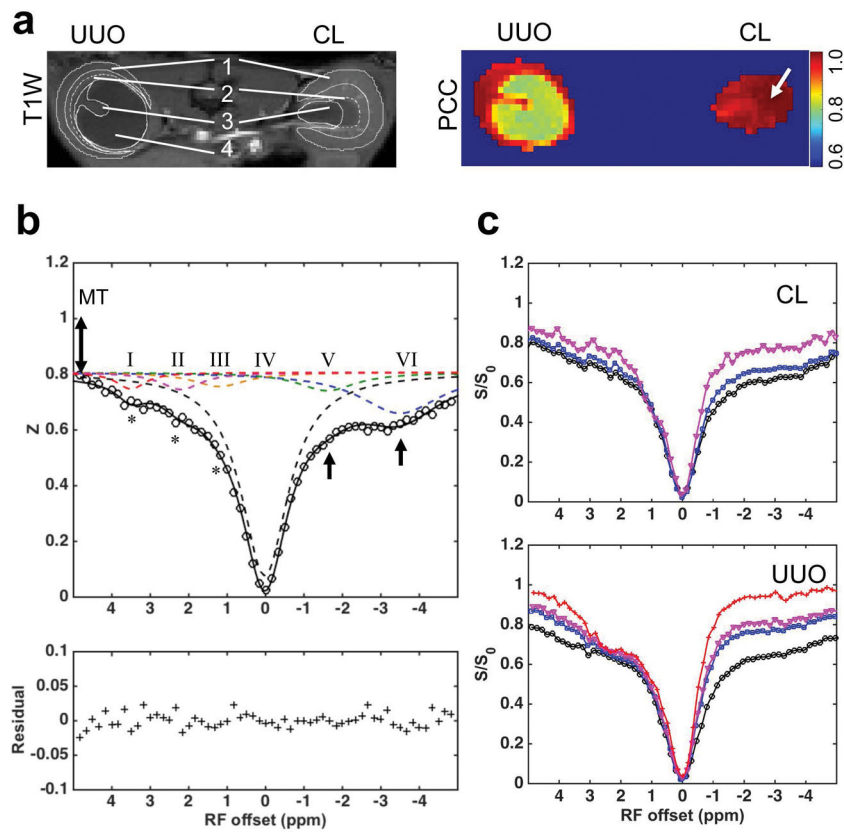 a
UUO CL
T1W
1
2
3
4
UUO CL
PCC
1.0
0.8
0.6
b
1.2
1
0.8
0.6
0.4
0.2
0
Z
MT
I II III IV V VI
* * *
4 3 2 1 0 -1 -2 -3 -4
0.1
0.05
0
-0.05
-0.1
Residual
4 3 2 1 0 -1 -2 -3 -4
RF offset (ppm)
c
CL
1.2
1
0.8
0.6
0.4
0.2
0
S/S0
4 3 2 1 0 -1 -2 -3 -4
UUO
1.2
1
0.8
0.6
0.4
0.2
0
S/S0
4 3 2 1 0 -1 -2 -3 -4
RF offset (ppm)